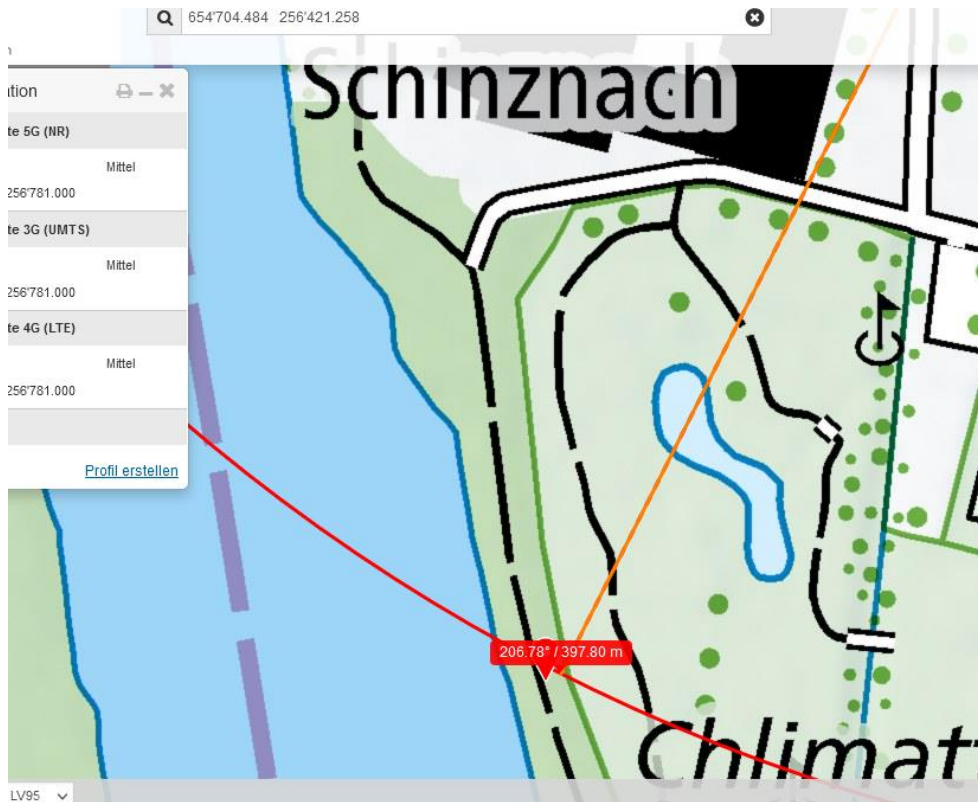 654'704.484 256'421.258
Schinznach
te 5G (NR)
Mittel
256'781.000
te 3G (UMTS)
Mittel
256'781.000
te 4G (LTE)
Mittel
256'781.000
Profil erstellen
206.78° / 397.80 m
Chlimatt
LV95